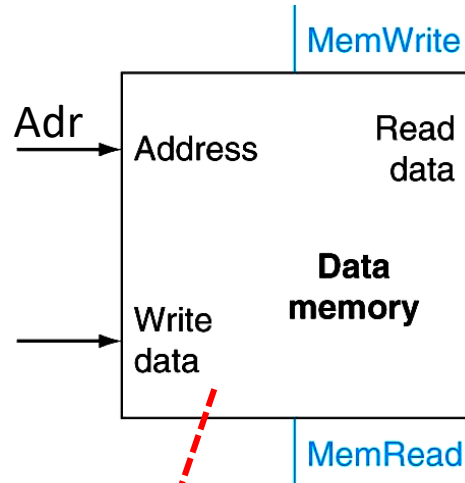 MemWrite
Adr
Address
Read
data
Data
memory
Write
data
MemRead